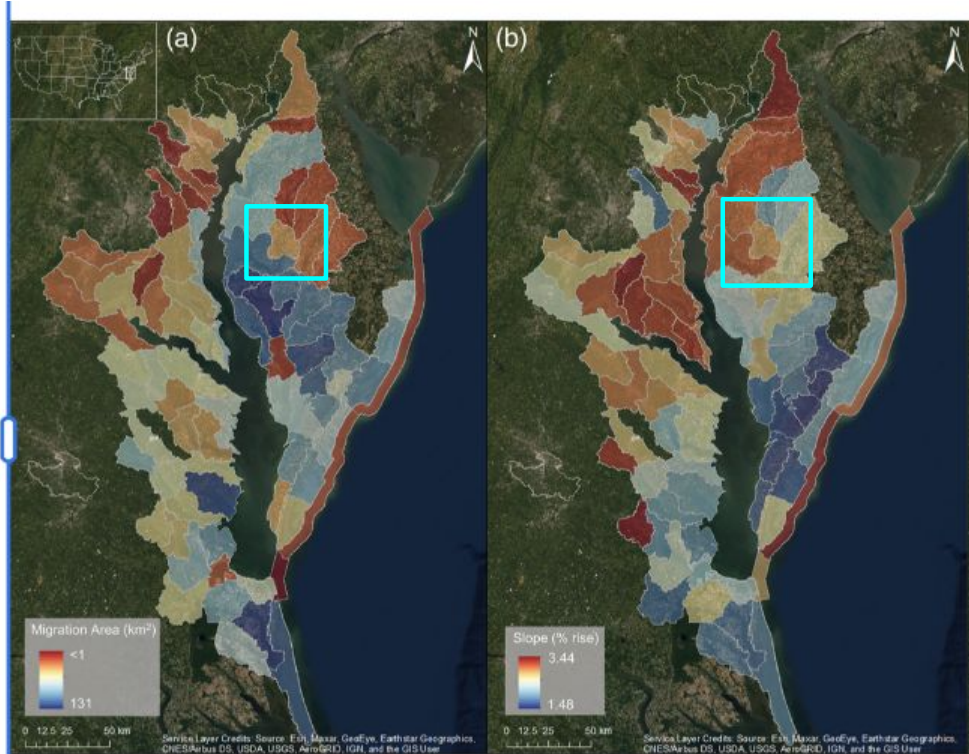 (a)
N
Migration Area (km²)
<1
131
0 12.5 25 50 km
Service Layer Credits: Source: Esri, Maxar, GeoEye, Earthstar Geographics,
CNES/Airbus DS, USDA, USGS, AeroGRID, IGN, and the GIS User
(b)
N
Slope (% rise)
3.44
1.48
0 12.5 25 50 km
Service Layer Credits: Source: Esri, Maxar, GeoEye, Earthstar Geographics,
CNES/Airbus DS, USDA, USGS, AeroGRID, IGN, and the GIS User